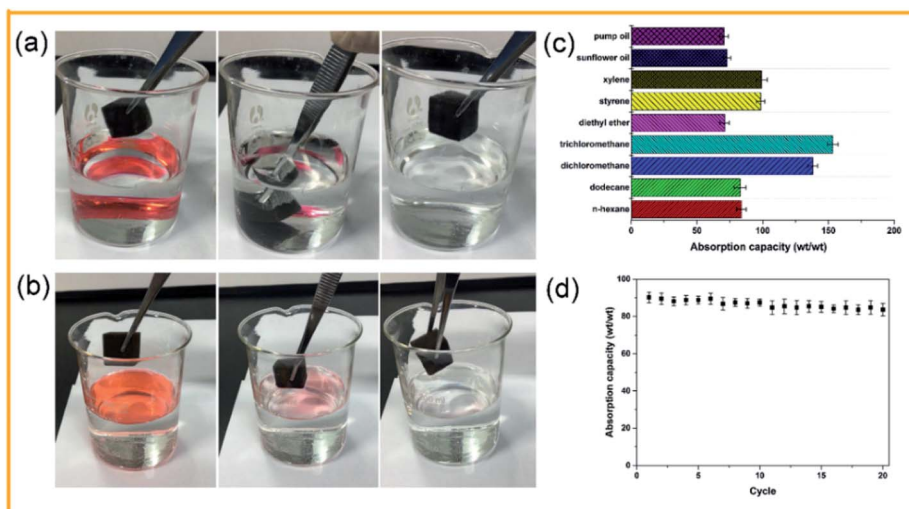 (a)
(b)
(c)
pump oil
sunflower oil
xylene
styrene
diethyl ether
trichloromethane
dichloromethane
dodecane
n-hexane
0 50 100 150 200
Absorption capacity (wt/wt)
(d)
100
80
60
40
20
0
Absorption capacity (wt/wt)
0 5 10 15 20
Cycle